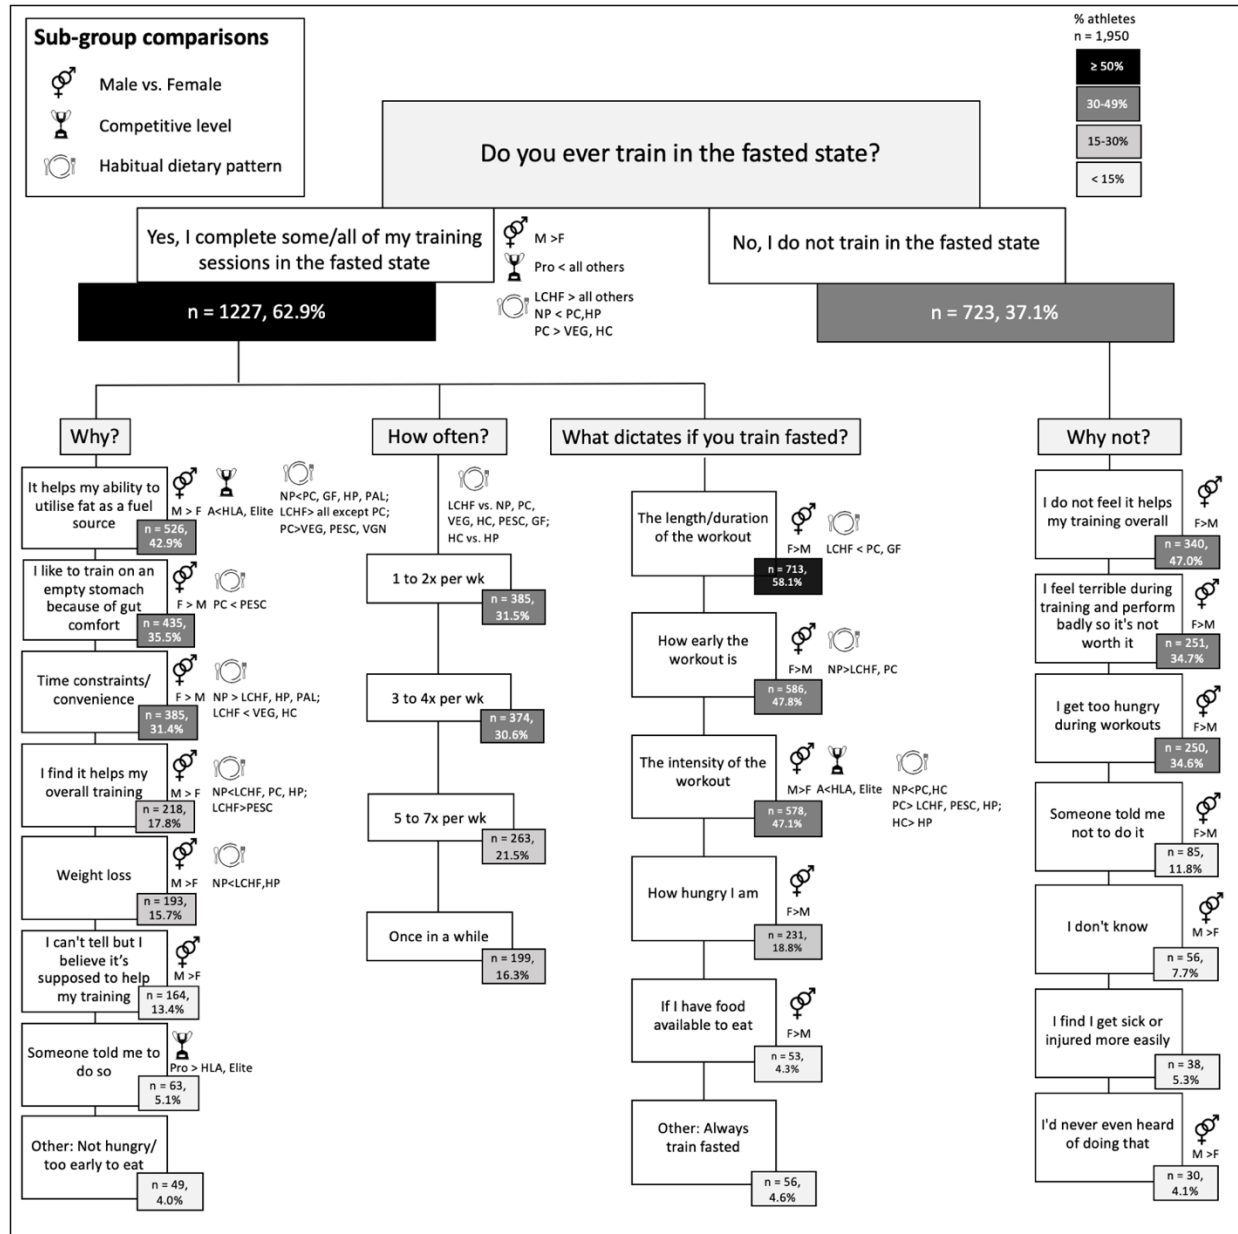 Sub-group comparisons
Male vs. Female
Competitive level
Habitual dietary pattern
% athletes
n = 1,950
≥ 50%
30-49%
15-30%
< 15%
Do you ever train in the fasted state?
Yes, I complete some/all of my training
sessions in the fasted state
n = 1227, 62.9%
M >F
Pro < all others
LCHF > all others
NP < PC,HP
PC > VEG, HC
No, I do not train in the fasted state
n = 723, 37.1%
Why?
It helps my ability to
utilise fat as a fuel
source
n = 526,
42.9%
M > F
A<HLA, Elite
NP<PC, GF, HP, PAL;
LCHF> all except PC;
PC>VEG, PESC, VGN
I like to train on an
empty stomach
because of gut
comfort
n = 435,
35.5%
F > M
PC < PESC
Time constraints/
convenience
n = 385,
31.4%
F > M
NP > LCHF, HP, PAL;
LCHF < VEG, HC
I find it helps my
overall training
n = 218,
17.8%
M > F
NP<LCHF, PC, HP;
LCHF>PESC
Weight loss
n = 193,
15.7%
M >F
NP<LCHF,HP
I can't tell but I
believe it's
supposed to help
my training
n = 164,
13.4%
M >F
Someone told me to
do so
n = 63,
5.1%
Pro > HLA, Elite
Other: Not hungry/
too early to eat
n = 49,
4.0%
How often?
LCHF vs. NP, PC,
VEG, HC, PESC, GF;
HC vs. HP
1 to 2x per wk
n = 385,
31.5%
3 to 4x per wk
n = 374,
30.6%
5 to 7x per wk
n = 263,
21.5%
Once in a while
n = 199,
16.3%
What dictates if you train fasted?
The length/duration
of the workout
n = 713,
58.1%
F>M
LCHF < PC, GF
How early the
workout is
n = 586,
47.8%
F>M
NP>LCHF, PC
The intensity of the
workout
n = 578,
47.1%
M>F
A<HLA, Elite
NP<PC,HC
PC> LCHF, PESC, HP;
HC> HP
How hungry I am
n = 231,
18.8%
F>M
If I have food
available to eat
n = 53,
4.3%
F>M
Other: Always
train fasted
n = 56,
4.6%
Why not?
I do not feel it helps
my training overall
n = 340,
47.0%
F>M
I feel terrible during
training and perform
badly so it's not
worth it
n = 251,
34.7%
F>M
I get too hungry
during workouts
n = 250,
34.6%
F>M
Someone told me
not to do it
n = 85,
11.8%
F>M
I don't know
n = 56,
7.7%
M >F
I find I get sick or
injured more easily
n = 38,
5.3%
I'd never even heard
of doing that
n = 30,
4.1%
M >F